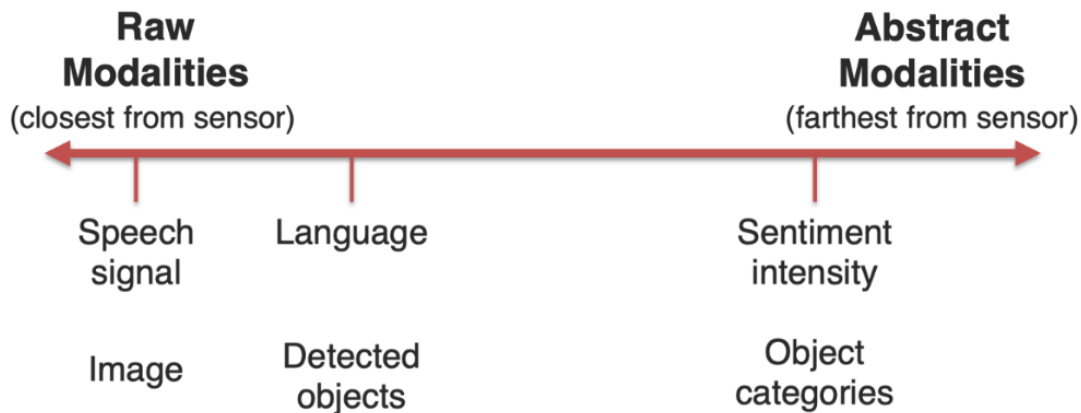 Raw
Modalities
(closest from sensor)
Abstract
Modalities
(farthest from sensor)
Speech
signal
Language
Sentiment
intensity
Image
Detected
objects
Object
categories